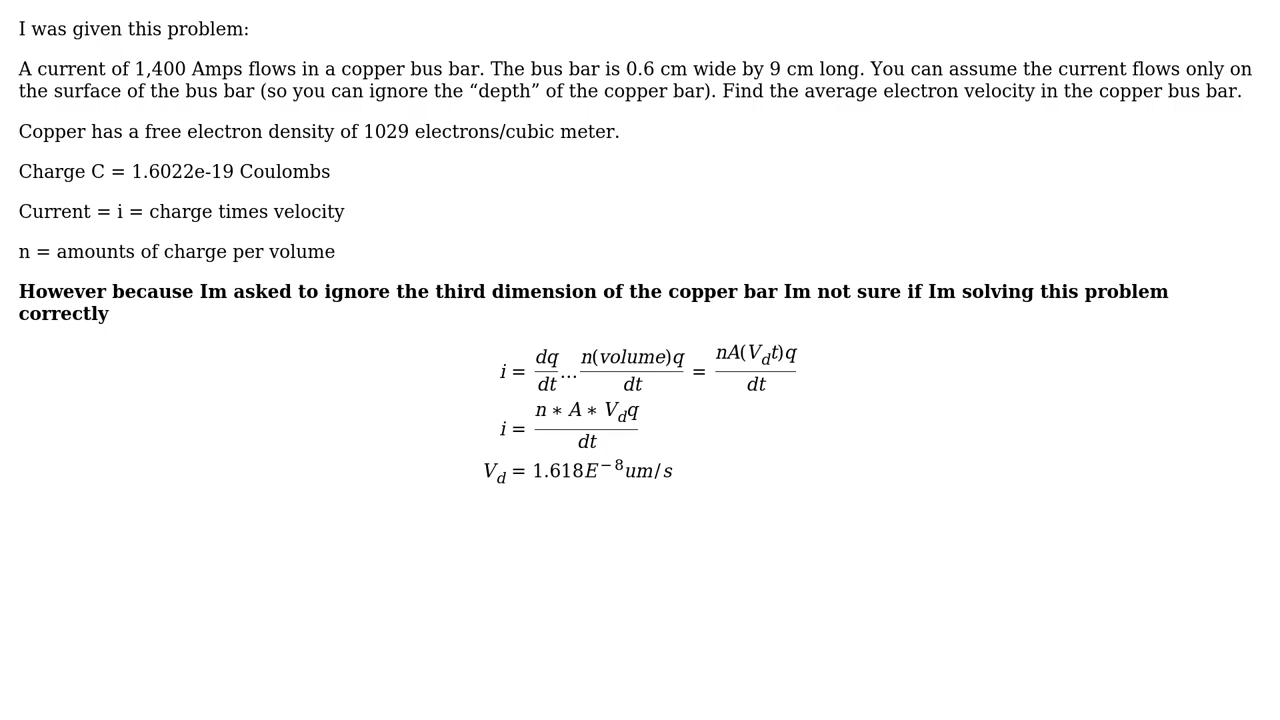 I was given this problem:
A current of 1,400 Amps flows in a copper bus bar. The bus bar is 0.6 cm wide by 9 cm long. You can assume the current flows only on
the surface of the bus bar (so you can ignore the “depth” of the copper bar). Find the average electron velocity in the copper bus bar.
Copper has a free electron density of 1029 electrons/cubic meter.
Charge C = 1.6022e-19 Coulombs
Current = i = charge times velocity
n = amounts of charge per volume
However because Im asked to ignore the third dimension of the copper bar Im not sure if Im solving this problem
correctly
i = \frac{dq}{dt} ... \frac{n(volume)q}{dt} = \frac{nA(V_d t)q}{dt}
i = \frac{n * A * V_d q}{dt}
V_d = 1.618E^{-8} um/s